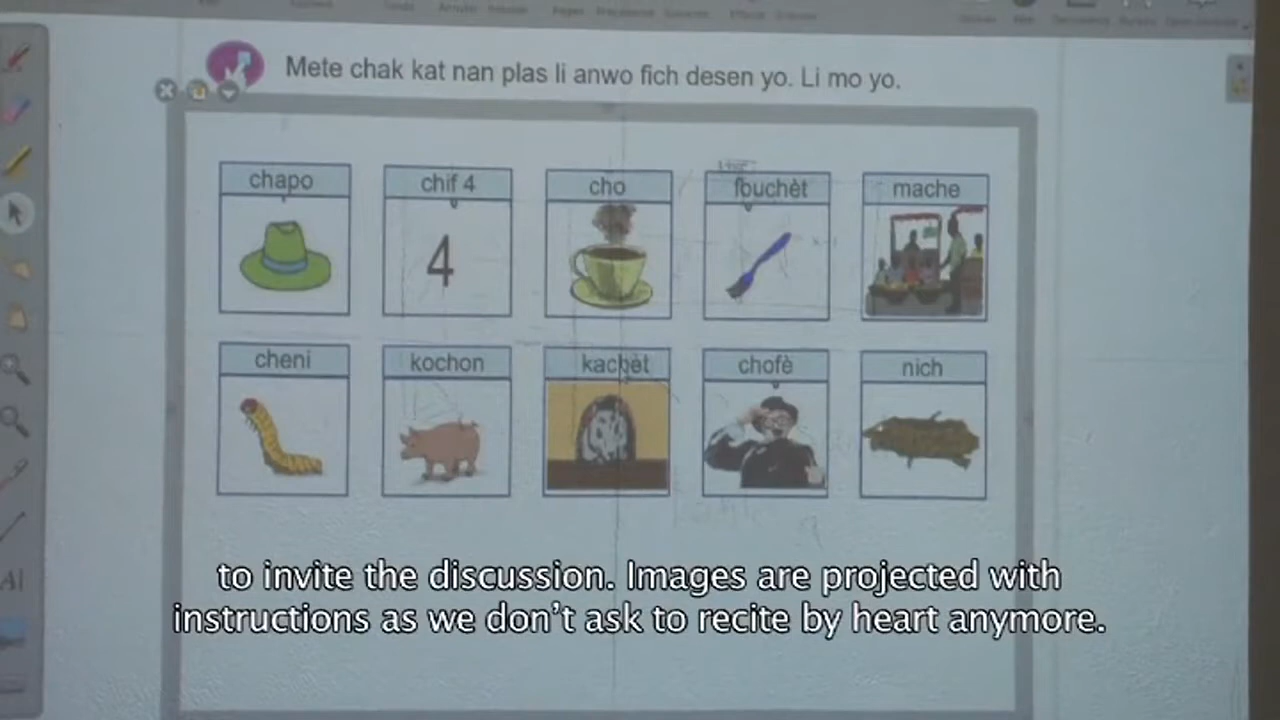 Mete chak kat nan plas li anwo fich desen yo. Li mo yo.
chapo
chif 4
cho
fouchèt
mache
4
cheni
kochon
kachèt
chofè
nich
AI
to invite the discussion. Images are projected with
instructions as we don't ask to recite by heart anymore.